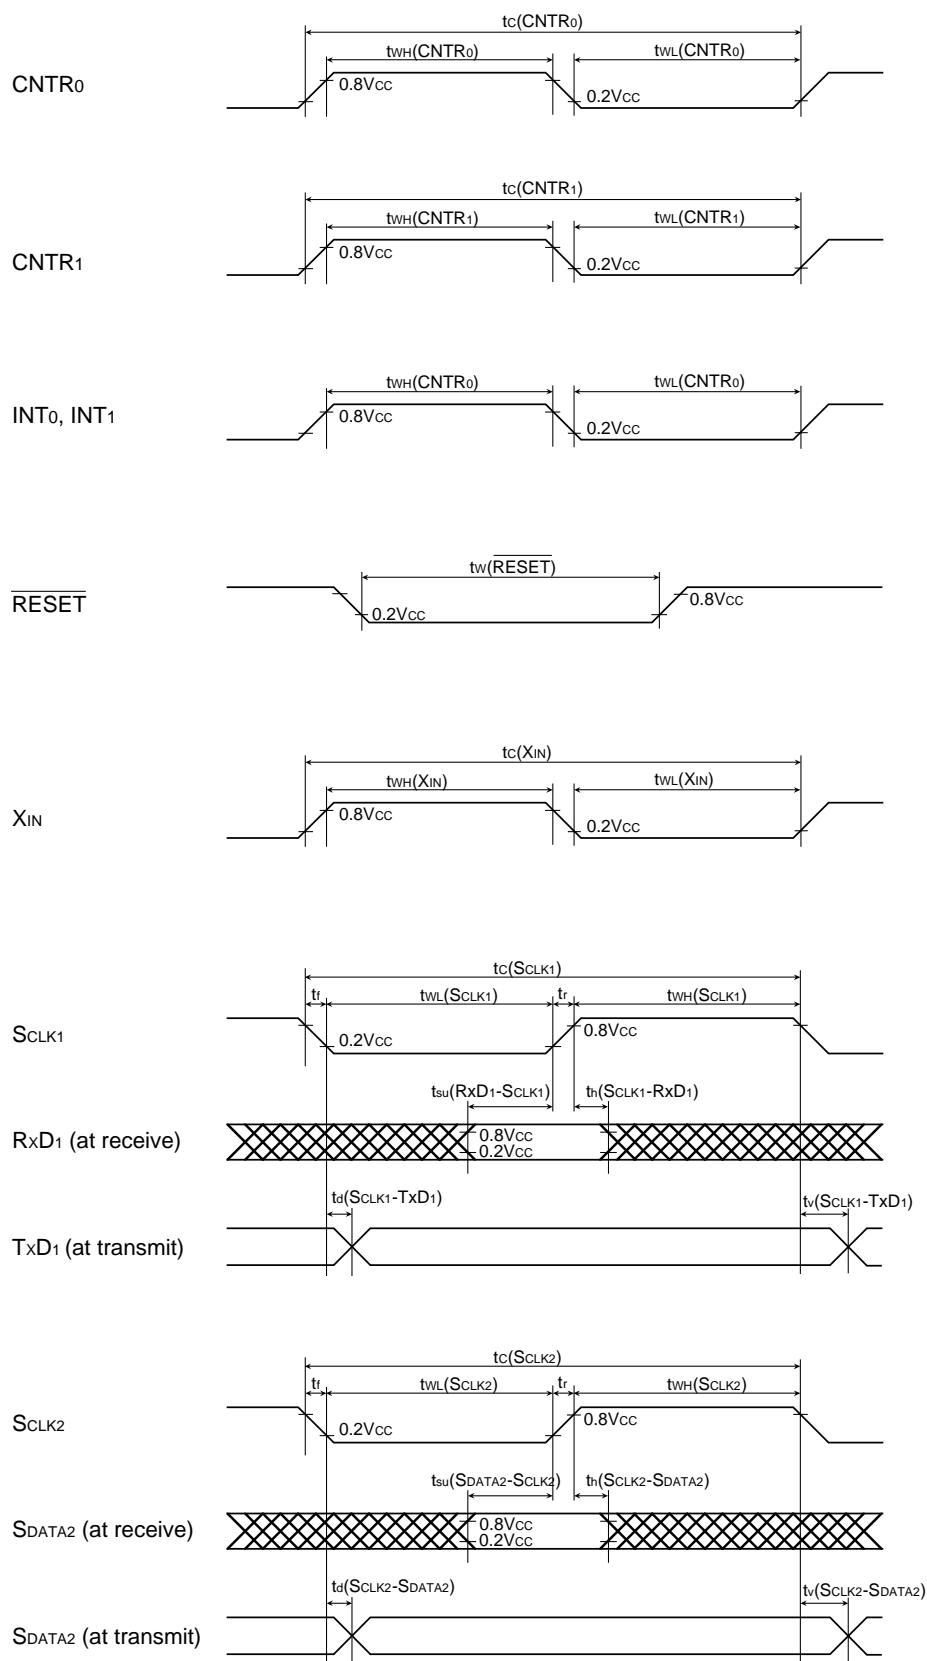 tC(CNTR0)
tWH(CNTR0) tWL(CNTR0)
CNTR0 0.8VCC 0.2VCC
tC(CNTR1)
tWH(CNTR1) tWL(CNTR1)
CNTR1 0.8VCC 0.2VCC
tWH(CNTR0) tWL(CNTR0)
INT0, INT1 0.8VCC 0.2VCC
tW(RESET)
RESET 0.2VCC 0.8VCC
tC(XIN)
tWH(XIN) tWL(XIN)
XIN 0.8VCC 0.2VCC
tC(SCLK1)
tf tWL(SCLK1) tr tWH(SCLK1)
SCLK1 0.2VCC 0.8VCC
tsu(RxD1-SCLK1) th(SCLK1-RxD1)
RXD1 (at receive) 0.8VCC
0.2VCC
td(SCLK1-TxD1) tv(SCLK1-TxD1)
TXD1 (at transmit)
tC(SCLK2)
tf tWL(SCLK2) tr tWH(SCLK2)
SCLK2 0.2VCC 0.8VCC
tsu(SDATA2-SCLK2) th(SCLK2-SDATA2)
SDATA2 (at receive) 0.8VCC
0.2VCC
td(SCLK2-SDATA2) tv(SCLK2-SDATA2)
SDATA2 (at transmit)